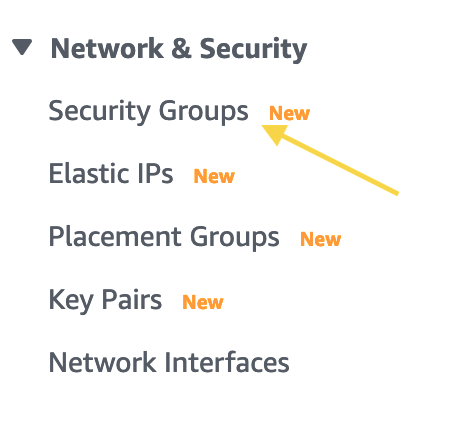 Network & Security
Security Groups New
Elastic IPs New
Placement Groups New
Key Pairs New
Network Interfaces